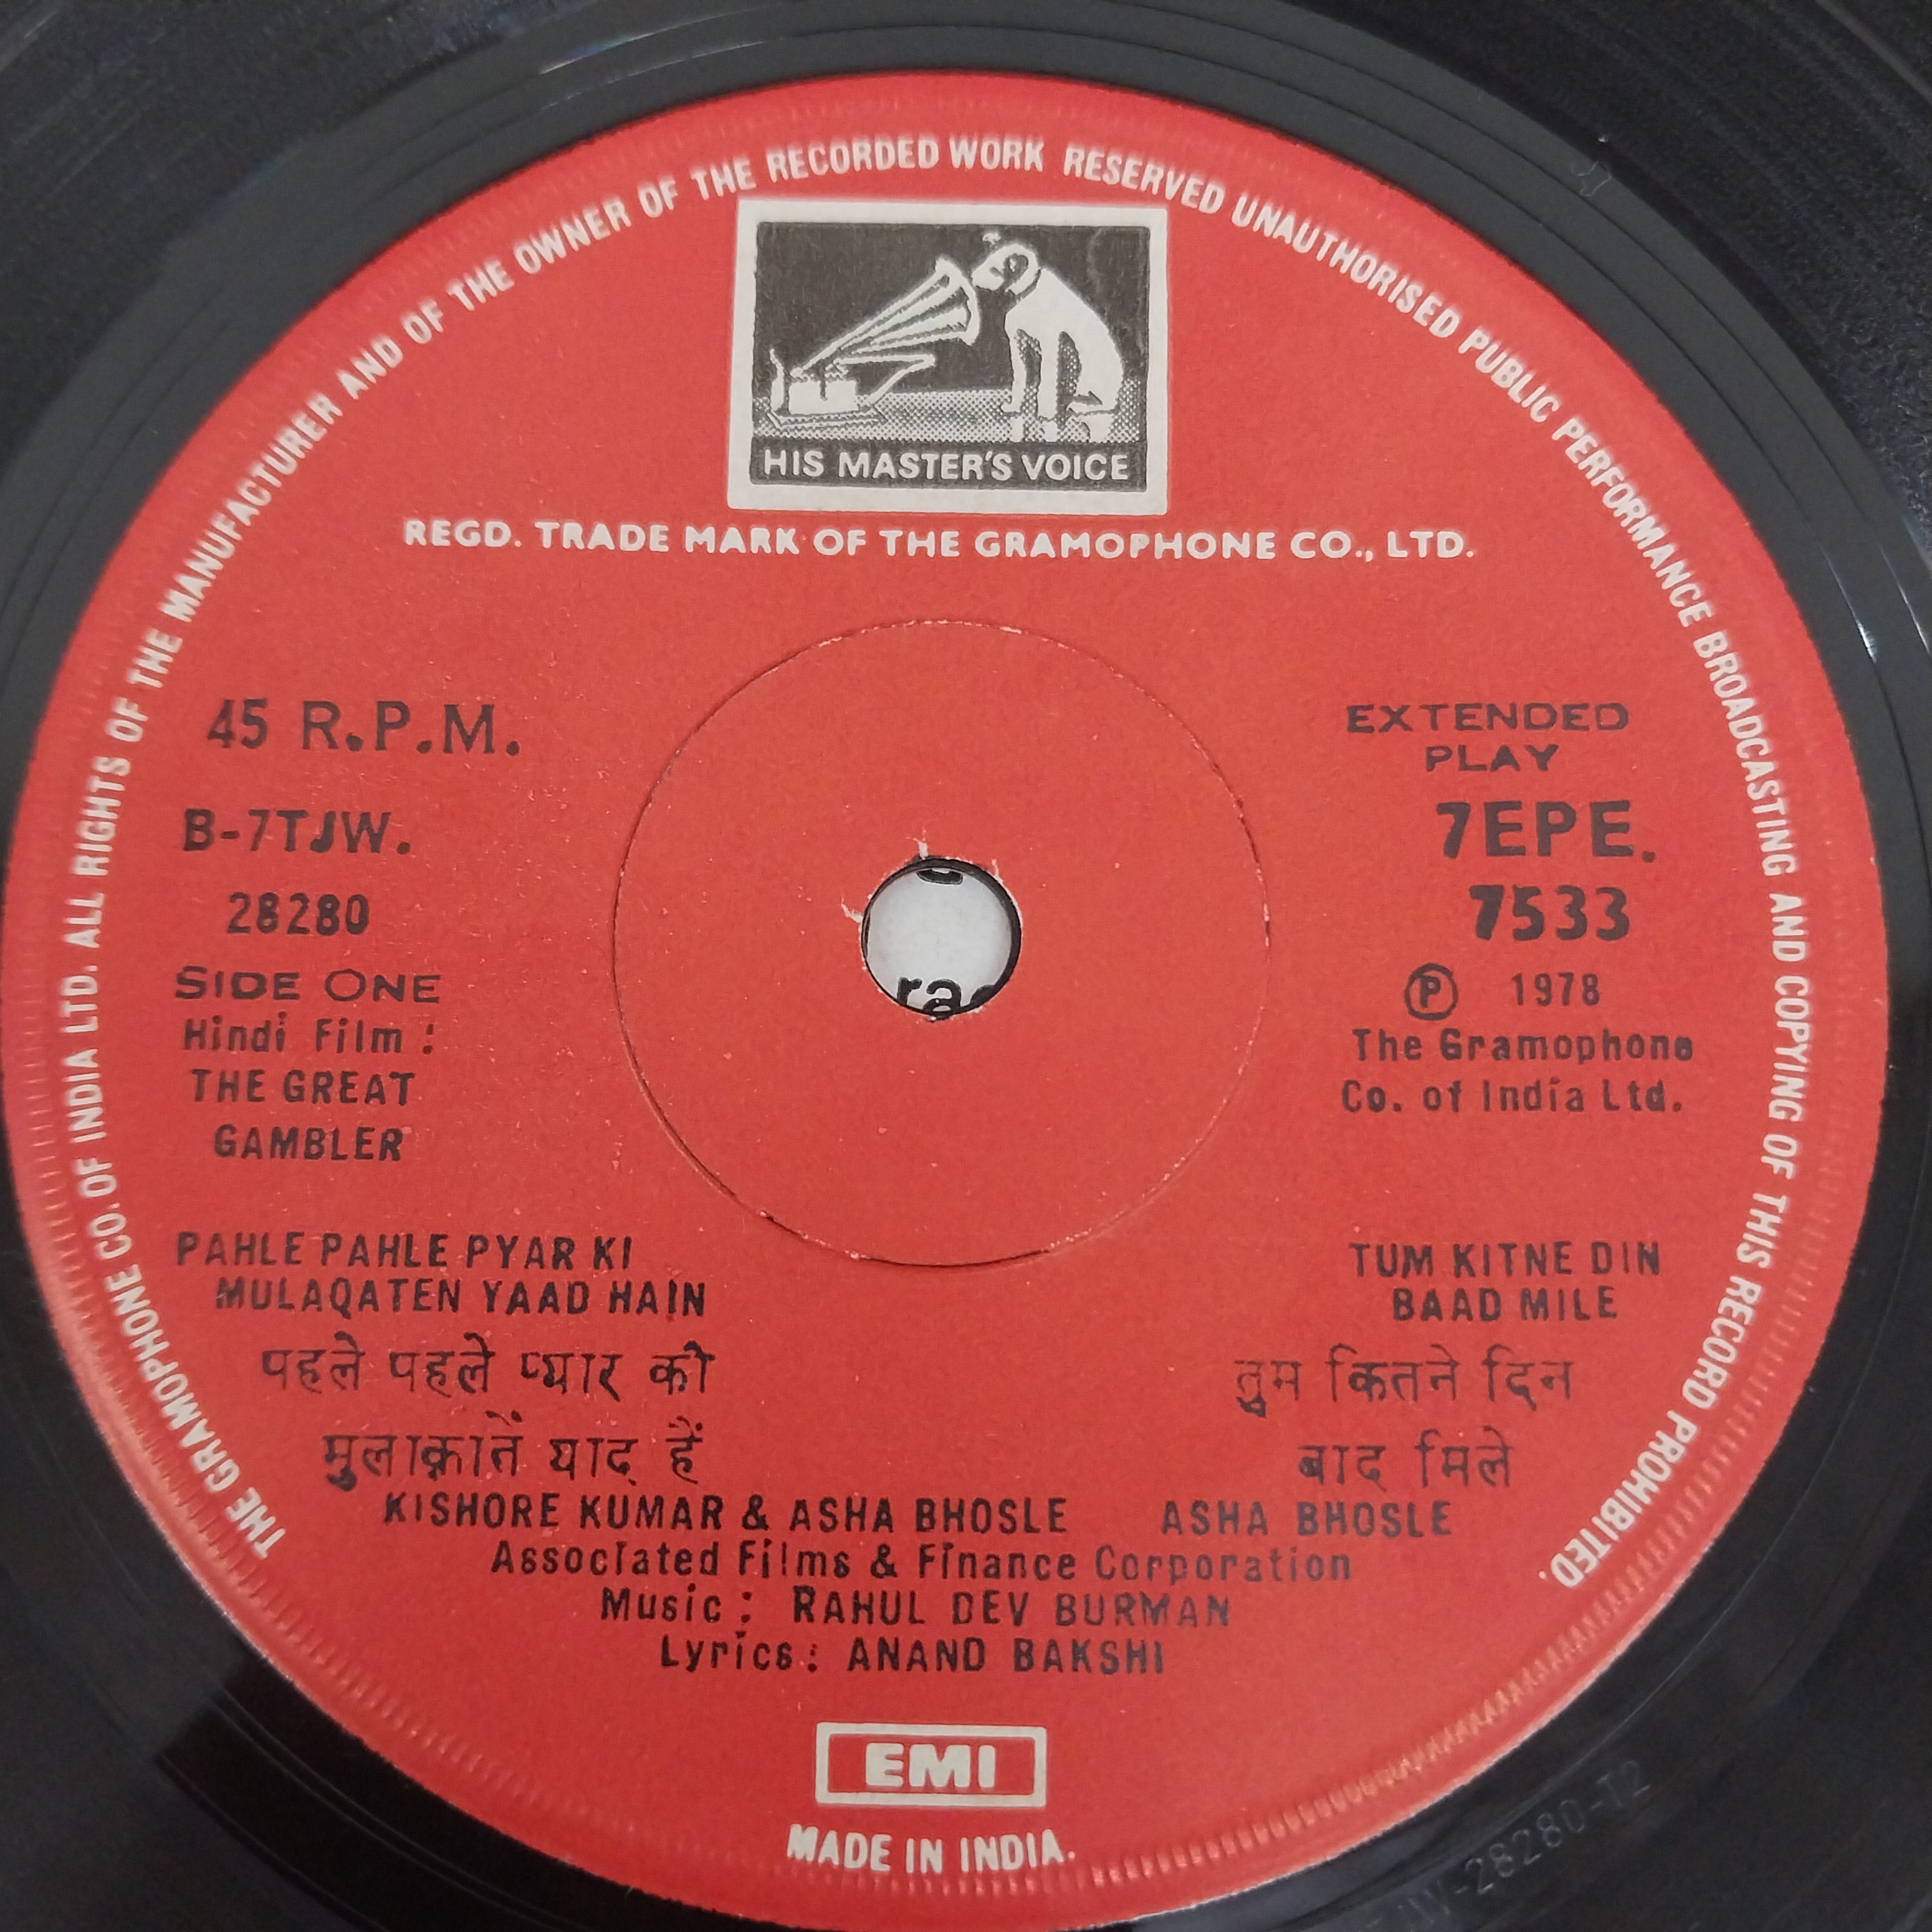 THE GRAMOPHONE CO. OF INDIA LTD. ALL RIGHTS OF THE MANUFACTURER AND OF THE OWNER OF THE RECORDED WORK RESERVED UNAUTHORISED PUBLIC PERFORMANCE BROADCASTING AND COPYING OF THIS RECORD PROHIBITED.
HIS MASTER'S VOICE
REGD. TRADE MARK OF THE GRAMOPHONE CO., LTD.
45 R.P.M.
B-7TJW.
28280
SIDE ONE
Hindi Film :
THE GREAT
GAMBLER
EXTENDED
PLAY
7EPE.
7533
Ⓟ 1978
The Gramophone
Co. of India Ltd.
PAHLE PAHLE PYAR KI
MULAQATEN YAAD HAIN
पहले पहले प्यार की
मुलाक़ातें याद हैं
TUM KITNE DIN
BAAD MILE
तुम कितने दिन
बाद मिले
KISHORE KUMAR & ASHA BHOSLE ASHA BHOSLE
Associated Films & Finance Corporation
Music : RAHUL DEV BURMAN
Lyrics : ANAND BAKSHI
EMI
MADE IN INDIA.
-28280-T2